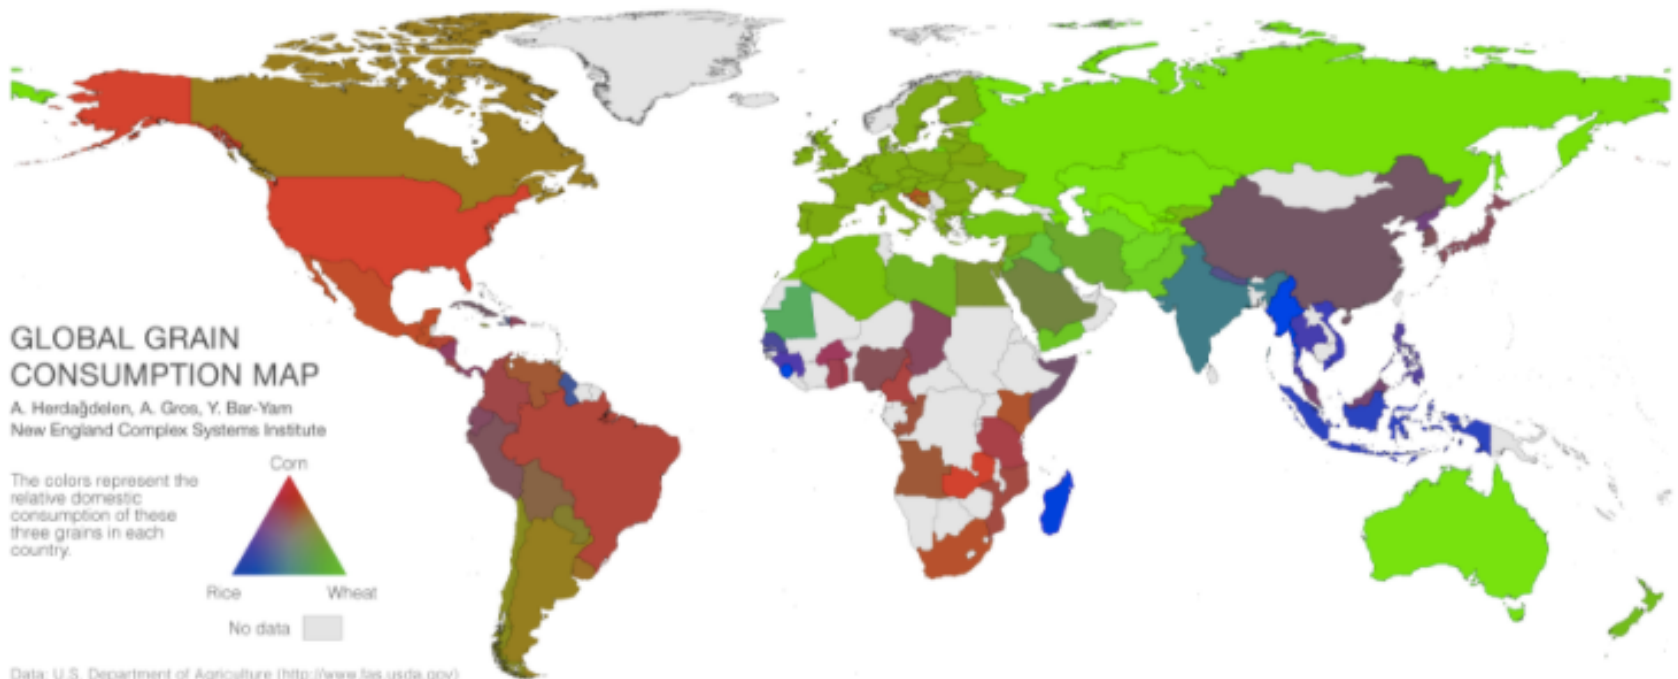 GLOBAL GRAIN
CONSUMPTION MAP
A. Herdağdelen, A. Gros, Y. Bar-Yam
New England Complex Systems Institute
The colors represent the
relative domestic
consumption of these
three grains in each
country.
Corn
Rice
Wheat
No data
Data: U.S. Department of Agriculture (http://www.fas.usda.gov)